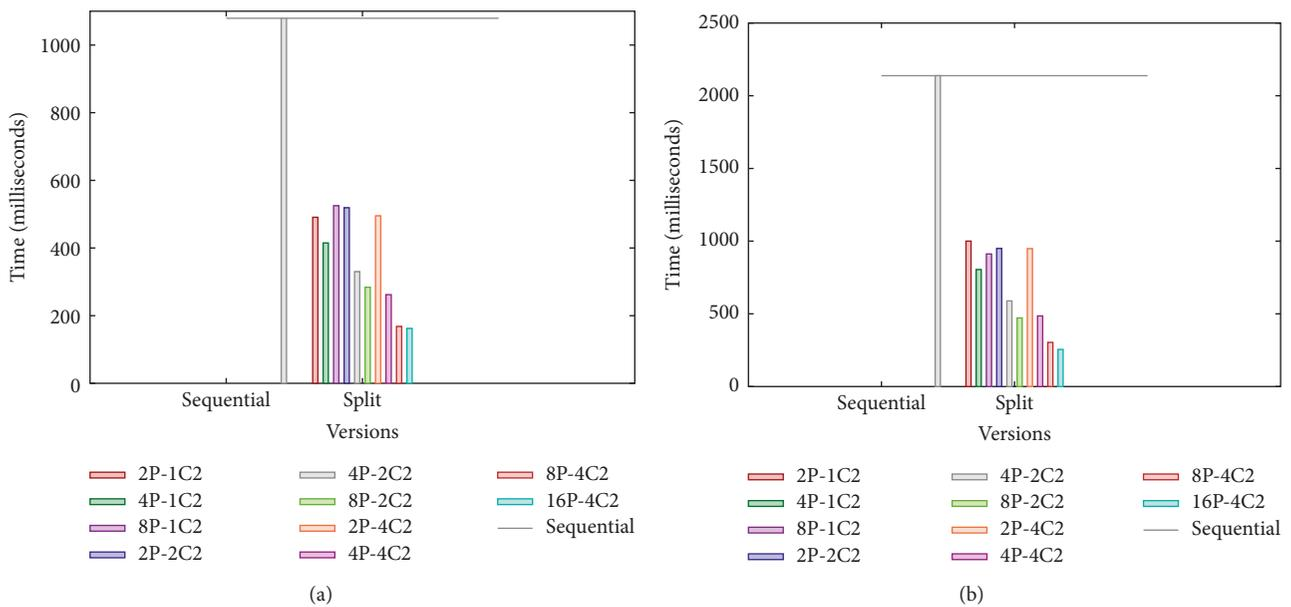 1000
800
600
400
200
0
Time (milliseconds)
Sequential Split
Versions
2P-1C2 4P-2C2 8P-4C2
4P-1C2 8P-2C2 16P-4C2
8P-1C2 2P-4C2 Sequential
2P-2C2 4P-4C2
(a)
2500
2000
1500
1000
500
0
Time (milliseconds)
Sequential Split
Versions
2P-1C2 4P-2C2 8P-4C2
4P-1C2 8P-2C2 16P-4C2
8P-1C2 2P-4C2 Sequential
2P-2C2 4P-4C2
(b)